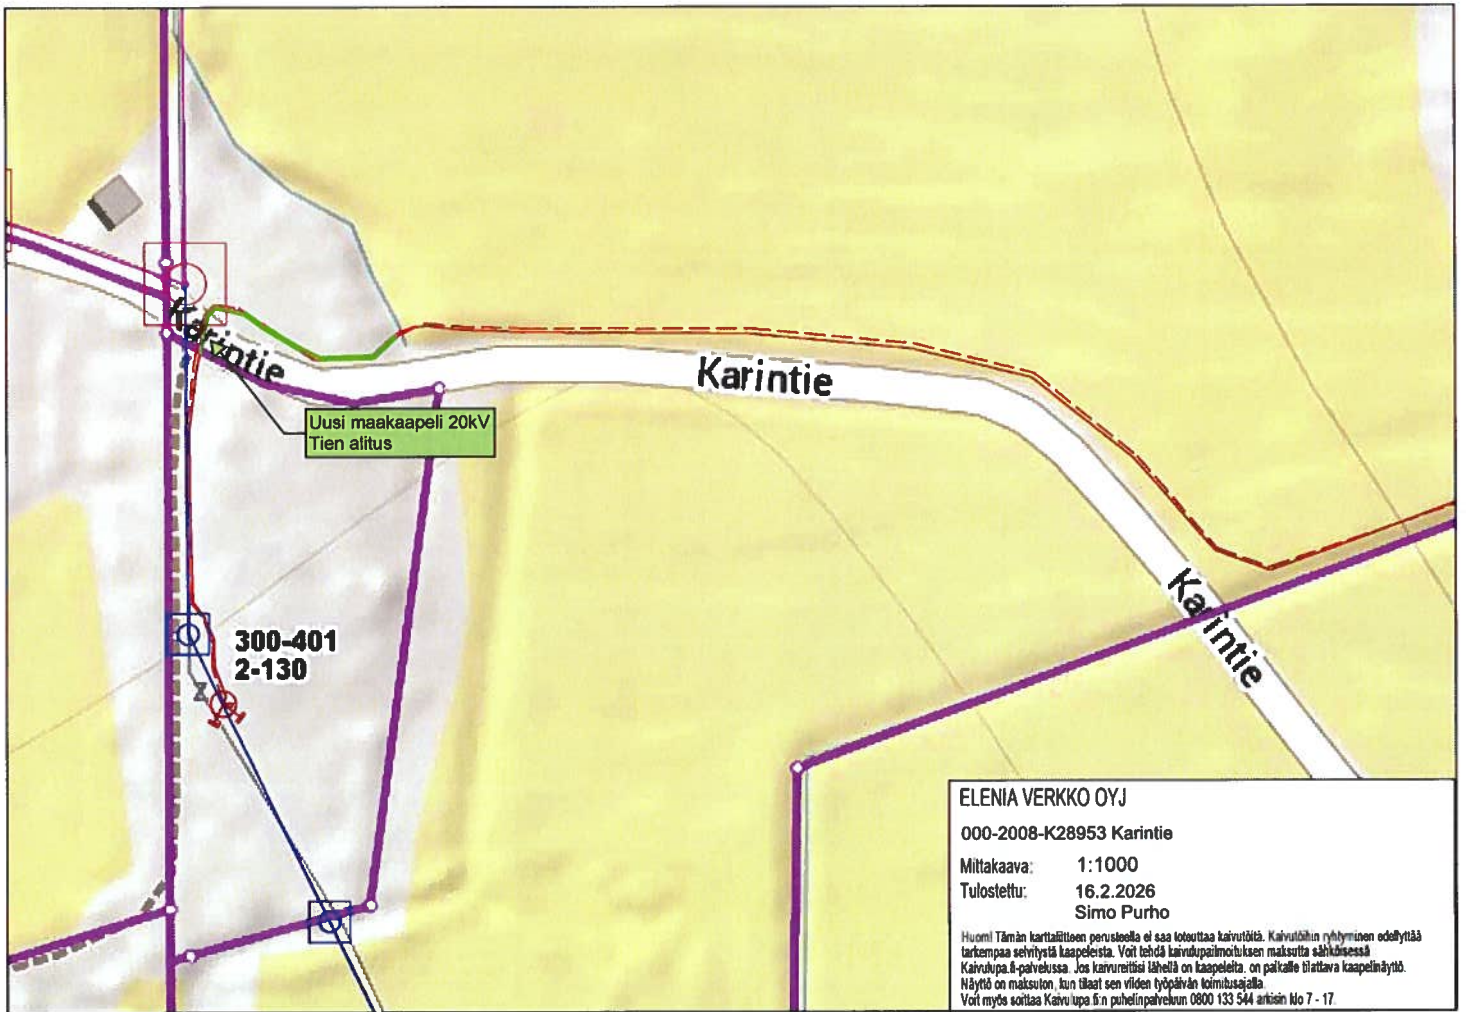 Karintie
Karintie
Uusi maakaapeli 20kV
Tien alitus
Karintie
300-401
2-130
ELENIA VERKKO OYJ
000-2008-K28953 Karintie
Mittakaava: 1:1000
Tulostettu: 16.2.2026
Simo Purho
Huom! Tämän karttaliitteen perusteella ei saa toteuttaa kaivutöitä. Kaivutöihin ryhtyminen edellyttää
tarkempaa selvitystä kaapeleista. Voit tehdä kaivulupailmoituksen maksutta sähköisessä
Kaivulupa.fi-palvelussa. Jos kaivureittisi lähellä on kaapeleita, on paikalle tilattava kaapelinäyttö.
Näyttö on maksuton, kun tilaat sen viiden työpäivän toimitusajalla.
Voit myös soittaa Kaivulupa.fi:n puhelinpalveluun 0800 133 544 arkisin klo 7 - 17.